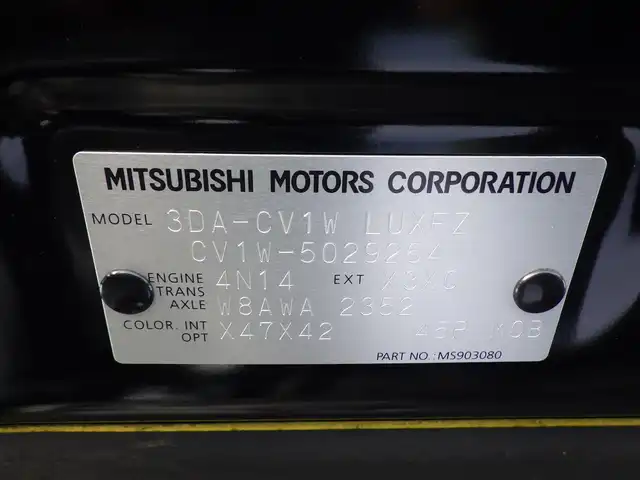 MITSUBISHI MOTORS CORPORATION
MODEL 3DA-CV1W LUXFZ
CV1W-5029264
ENGINE 4N14 EXT
TRANS AXLE W8AWA 2352
COLOR. INT OPT X47X42
PART NO.:MS903080